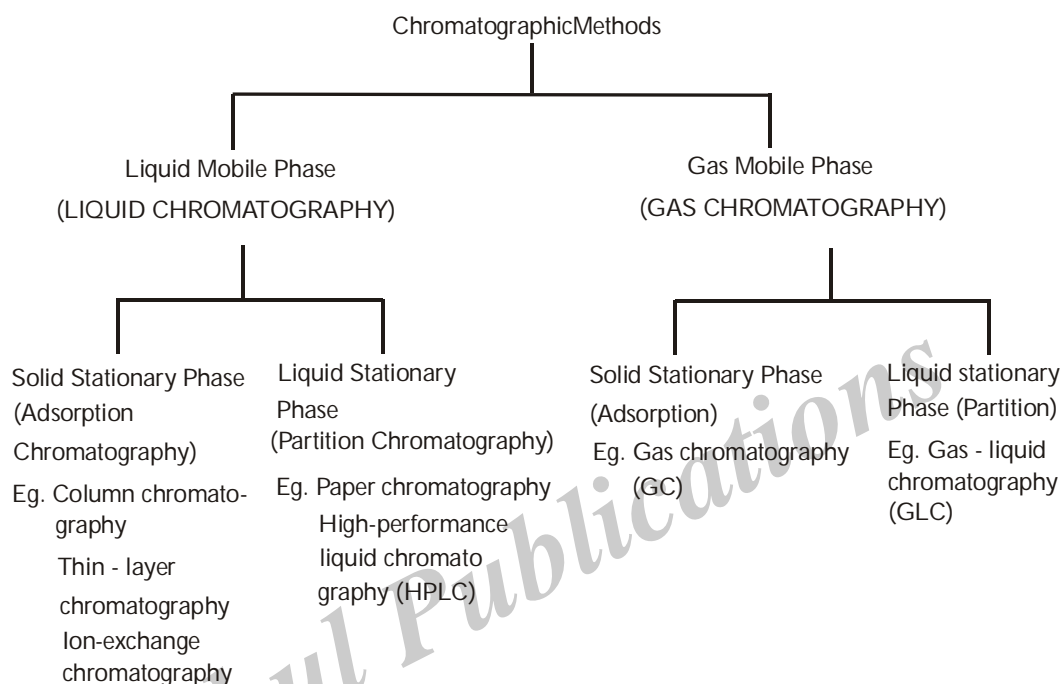 ChromatographicMethods
Liquid Mobile Phase
(LIQUID CHROMATOGRAPHY)
Gas Mobile Phase
(GAS CHROMATOGRAPHY)
Solid Stationary Phase
(Adsorption
Chromatography)
Eg. Column chromato-
graphy
Thin - layer
chromatography
Ion-exchange
chromatography
Liquid Stationary
Phase
(Partition Chromatography)
Eg. Paper chromatography
High-performance
liquid chromato
graphy (HPLC)
Solid Stationary Phase
(Adsorption)
Eg. Gas chromatography
(GC)
Liquid stationary
Phase (Partition)
Eg. Gas - liquid
chromatography
(GLC)
Publications